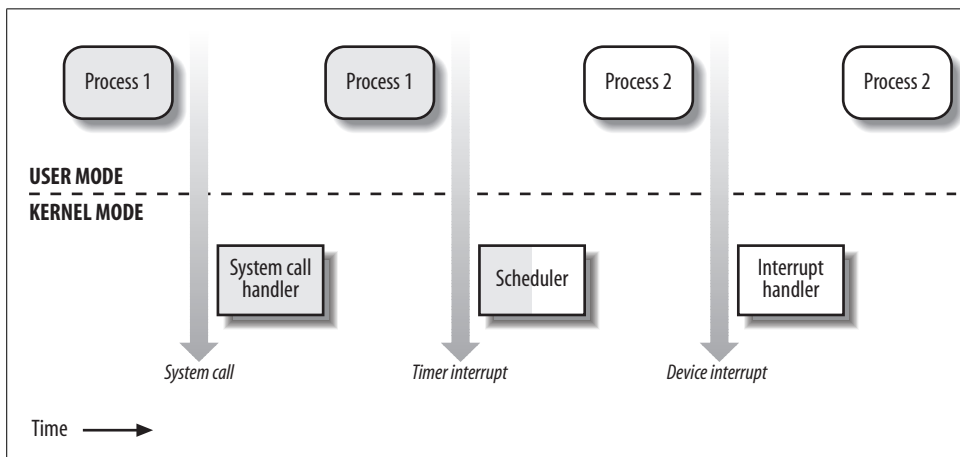 Process 1
Process 1
Process 2
Process 2
USER MODE
KERNEL MODE
System call
handler
Scheduler
Interrupt
handler
System call
Timer interrupt
Device interrupt
Time